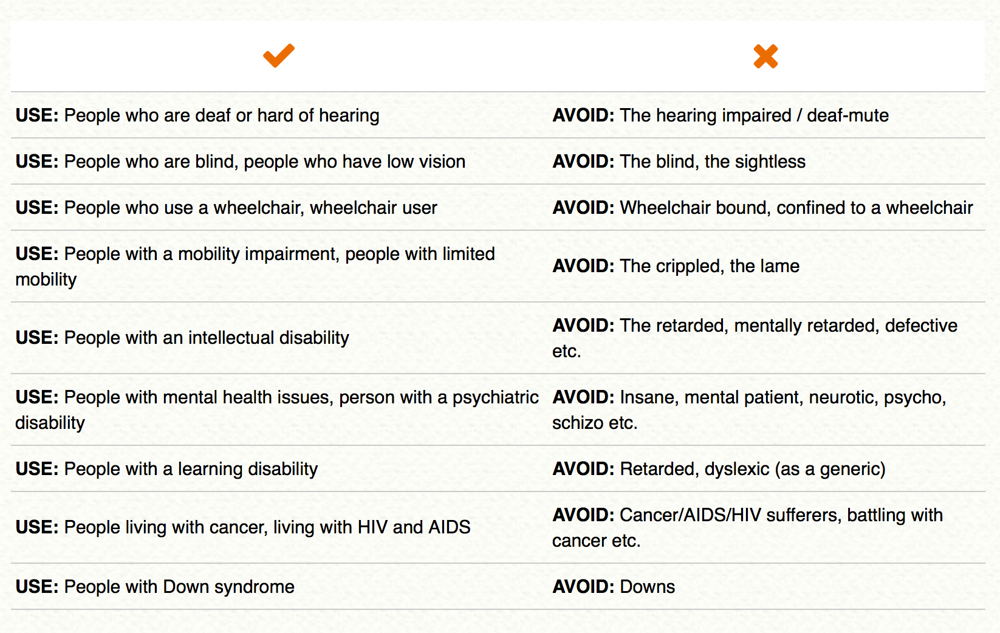 USE: People who are deaf or hard of hearing
AVOID: The hearing impaired / deaf-mute
USE: People who are blind, people who have low vision
AVOID: The blind, the sightless
USE: People who use a wheelchair, wheelchair user
AVOID: Wheelchair bound, confined to a wheelchair
USE: People with a mobility impairment, people with limited
mobility
AVOID: The crippled, the lame
USE: People with an intellectual disability
AVOID: The retarded, mentally retarded, defective
etc.
USE: People with mental health issues, person with a psychiatric
disability
AVOID: Insane, mental patient, neurotic, psycho,
schizo etc.
USE: People with a learning disability
AVOID: Retarded, dyslexic (as a generic)
USE: People living with cancer, living with HIV and AIDS
AVOID: Cancer/AIDS/HIV sufferers, battling with
cancer etc.
USE: People with Down syndrome
AVOID: Downs